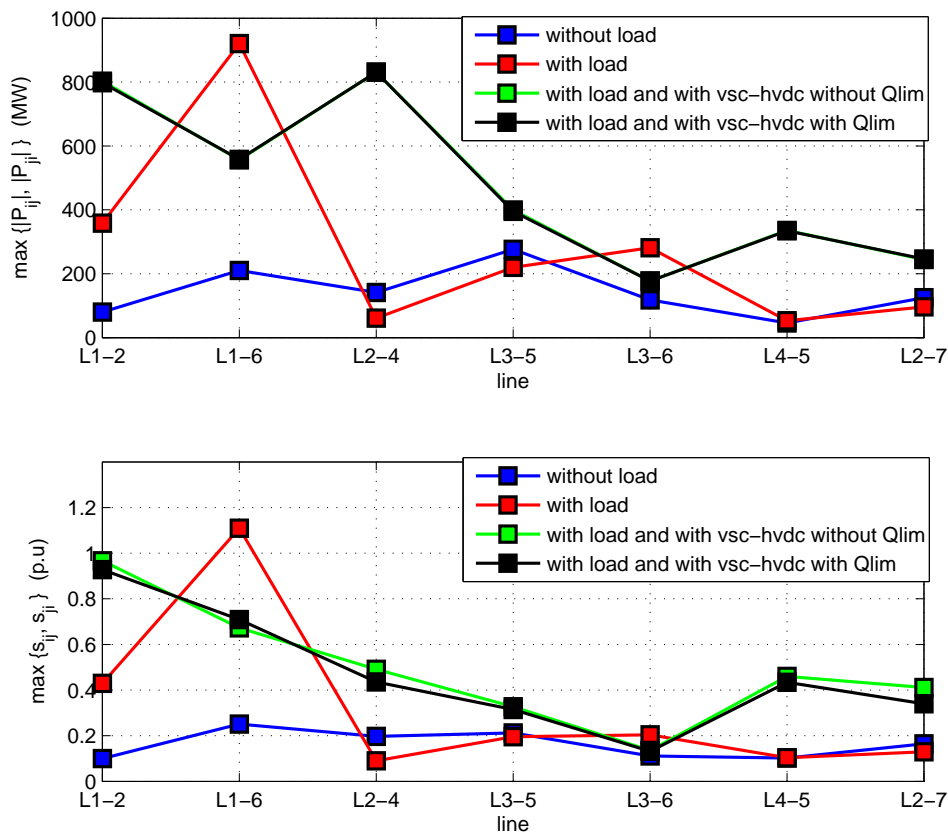 1000
800
600
400
200
0
max {|P_ij|, |P_ji| } (MW)
without load
with load
with load and with vsc−hvdc without Qlim
with load and with vsc−hvdc with Qlim
L1−2 L1−6 L2−4 L3−5 L3−6 L4−5 L2−7
line
1.2
1
0.8
0.6
0.4
0.2
0
max {s_ij, s_ji } (p.u)
without load
with load
with load and with vsc−hvdc without Qlim
with load and with vsc−hvdc with Qlim
L1−2 L1−6 L2−4 L3−5 L3−6 L4−5 L2−7
line